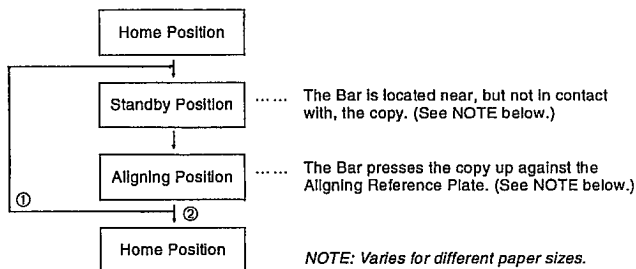 Home Position
Standby Position
...... The Bar is located near, but not in contact
with, the copy. (See NOTE below.)
Aligning Position
...... The Bar presses the copy up against the
Aligning Reference Plate. (See NOTE below.)
① ②
Home Position
NOTE: Varies for different paper sizes.